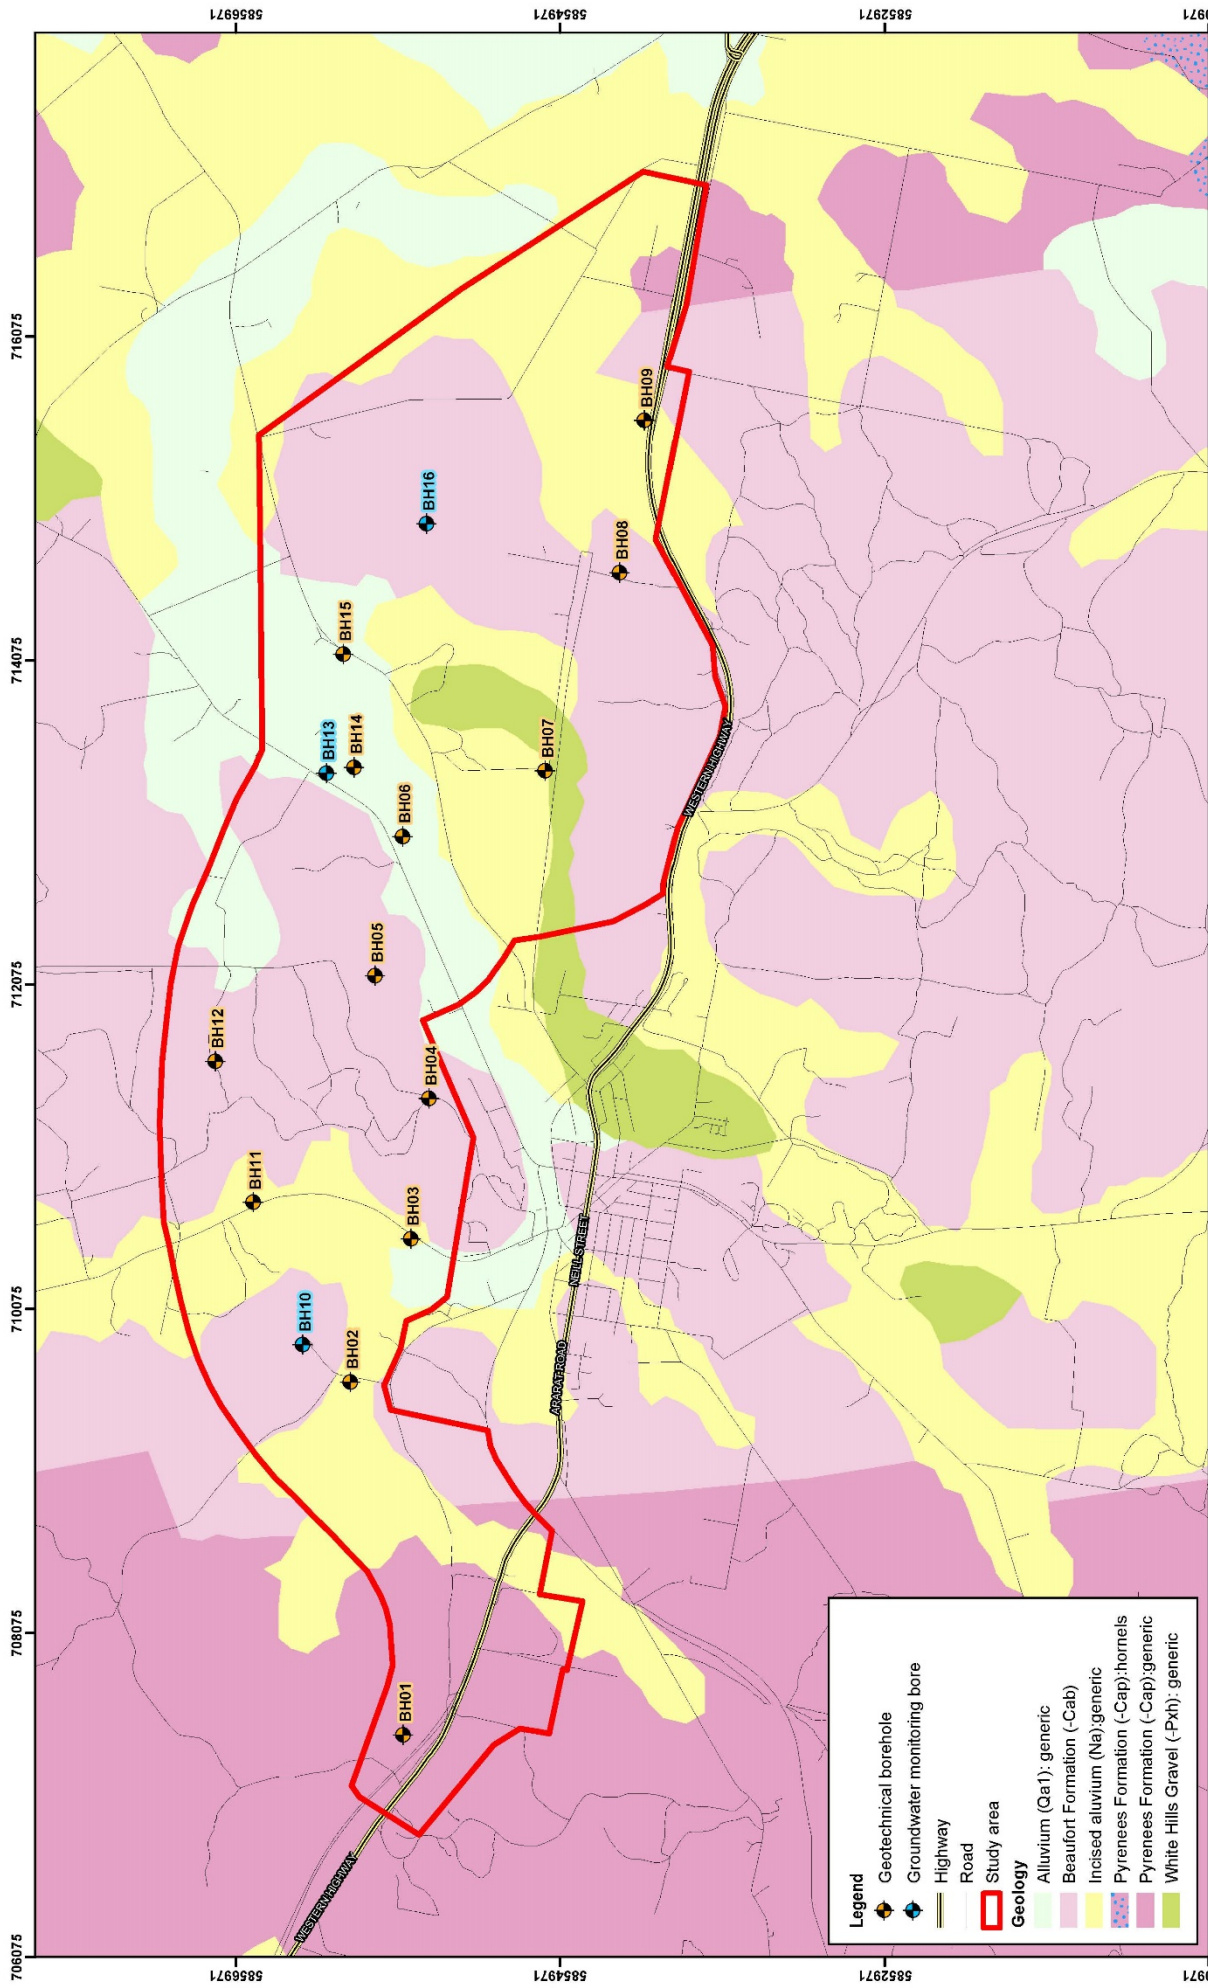 706075
708075
710075
712075
714075
716075
5856971
5856971
5854971
5854971
5852971
5852971
BH01
BH02
BH03
BH04
BH05
BH06
BH07
BH08
BH09
BH10
BH11
BH12
BH13
BH14
BH15
BH16
WESTERN HIGHWAY
ARARAT ROAD
NEILL STREET
WESTERN HIGHWAY
Legend
Geotechnical borehole
Groundwater monitoring bore
Highway
Road
Study area
Geology
Alluvium (Qa1): generic
Beaufort Formation (-Cab)
Incised aluvium (Na):generic
Pyrenees Formation (-Cap):hornels
Pyrenees Formation (-Cap):generic
White Hills Gravel (-Pxh): generic